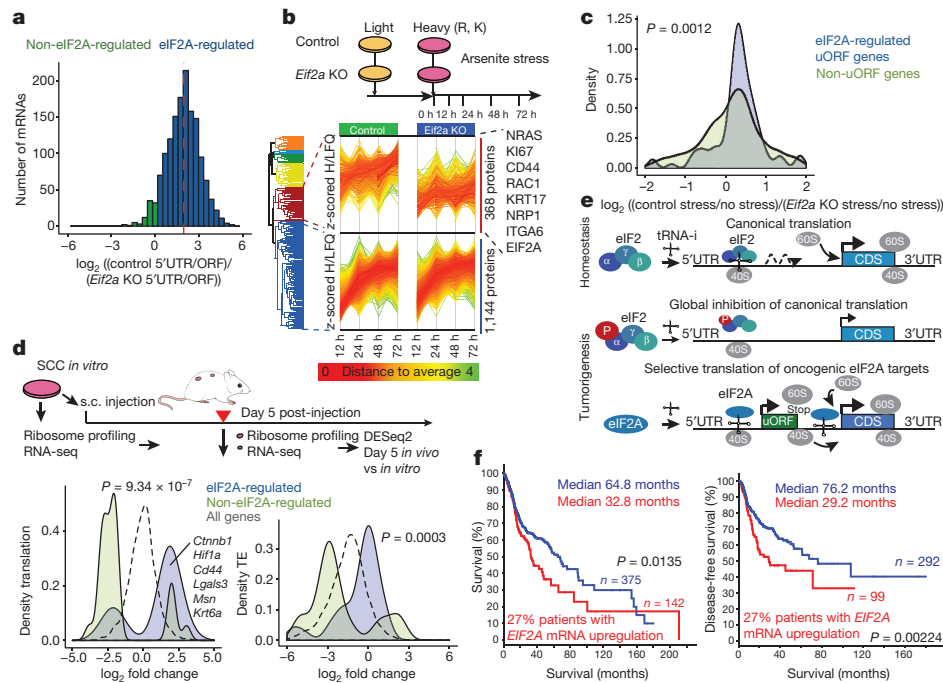 a
Non-eIF2A-regulated eIF2A-regulated
Number of mRNAs
200
150
100
50
0
−6 −3 0 3 6
log2 ((control 5′UTR/ORF)/
(Eif2a KO 5′UTR/ORF))
b
Light Heavy (R, K)
Control
Eif2a KO
Arsenite stress
0 h 12 h 24 h 48 h 72 h
Control Eif2a KO
z-scored H/LFQ
z-scored H/LFQ
NRAS
KI67
CD44
RAC1
KRT17
NRP1
ITGA6
EIF2A
368 proteins
1,144 proteins
12 h 24 h 48 h 72 h 12 h 24 h 48 h 72 h
0 Distance to average 4
c
P = 0.0012
eIF2A-regulated
uORF genes
Non-uORF genes
Density
1.25
1.00
0.75
0.50
0.25
0.00
−2 −1 0 1 2
log2 ((control stress/no stress)/(Eif2a KO stress/no stress))
d
SCC in vitro
s.c. injection
Day 5 post-injection
Ribosome profiling
RNA-seq
Ribosome profiling
RNA-seq
DESeq2
Day 5 in vivo
vs in vitro
P = 9.34 × 10−7
eIF2A-regulated
Non-eIF2A-regulated
All genes
Density translation
0.4
0.2
0.0
Ctnnb1
Hif1a
Cd44
Lgals3
Msn
Krt6a
−5.0 −2.5 0 2.5 5.0
log2 fold change
P = 0.0003
Density TE
0.3
0.2
0.1
0.0
−6 −3 0 3 6
log2 fold change
e
Homeostasis
eIF2
α γ β
tRNA-i
Canonical translation
5′UTR
eIF2
40S
60S
60S
CDS
40S
3′UTR
Tumorigenesis
Global inhibition of canonical translation
eIF2
P α γ β
5′UTR
P
40S
CDS
3′UTR
Selective translation of oncogenic eIF2A targets
eIF2A
5′UTR
eIF2A
40S
60S
uORF
Stop
40S
60S
60S
CDS
40S
3′UTR
f
Survival (%)
100
90
80
70
60
50
40
30
20
10
0
Median 64.8 months
Median 32.8 months
P = 0.0135
n = 375
n = 142
27% patients with
EIF2A mRNA upregulation
0 40 80 120 160 210
Survival (months)
Disease-free survival (%)
100
90
80
70
60
50
40
30
20
10
0
Median 76.2 months
Median 29.2 months
n = 292
n = 99
27% patients with EIF2A
mRNA upregulation
P = 0.00224
0 40 80 120 160
Survival (months)